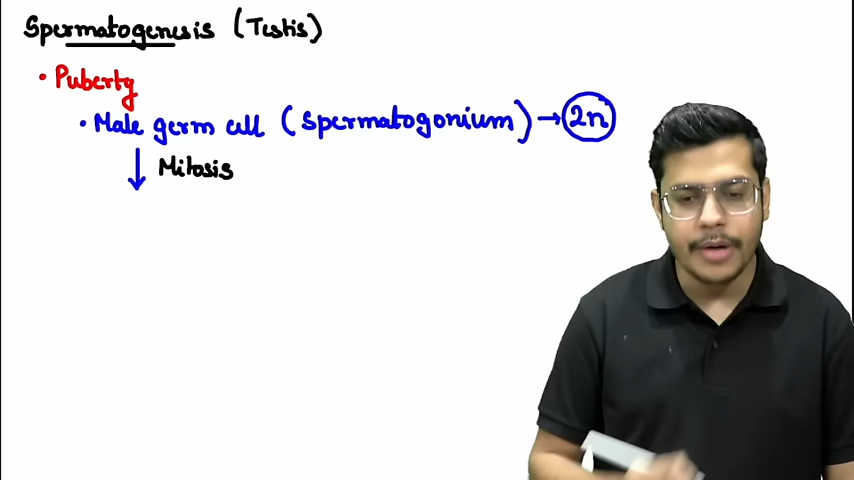 Spermatogenesis (Testis)
• Puberty
• Male germ cell (spermatogonium) → 2n
↓ Mitosis